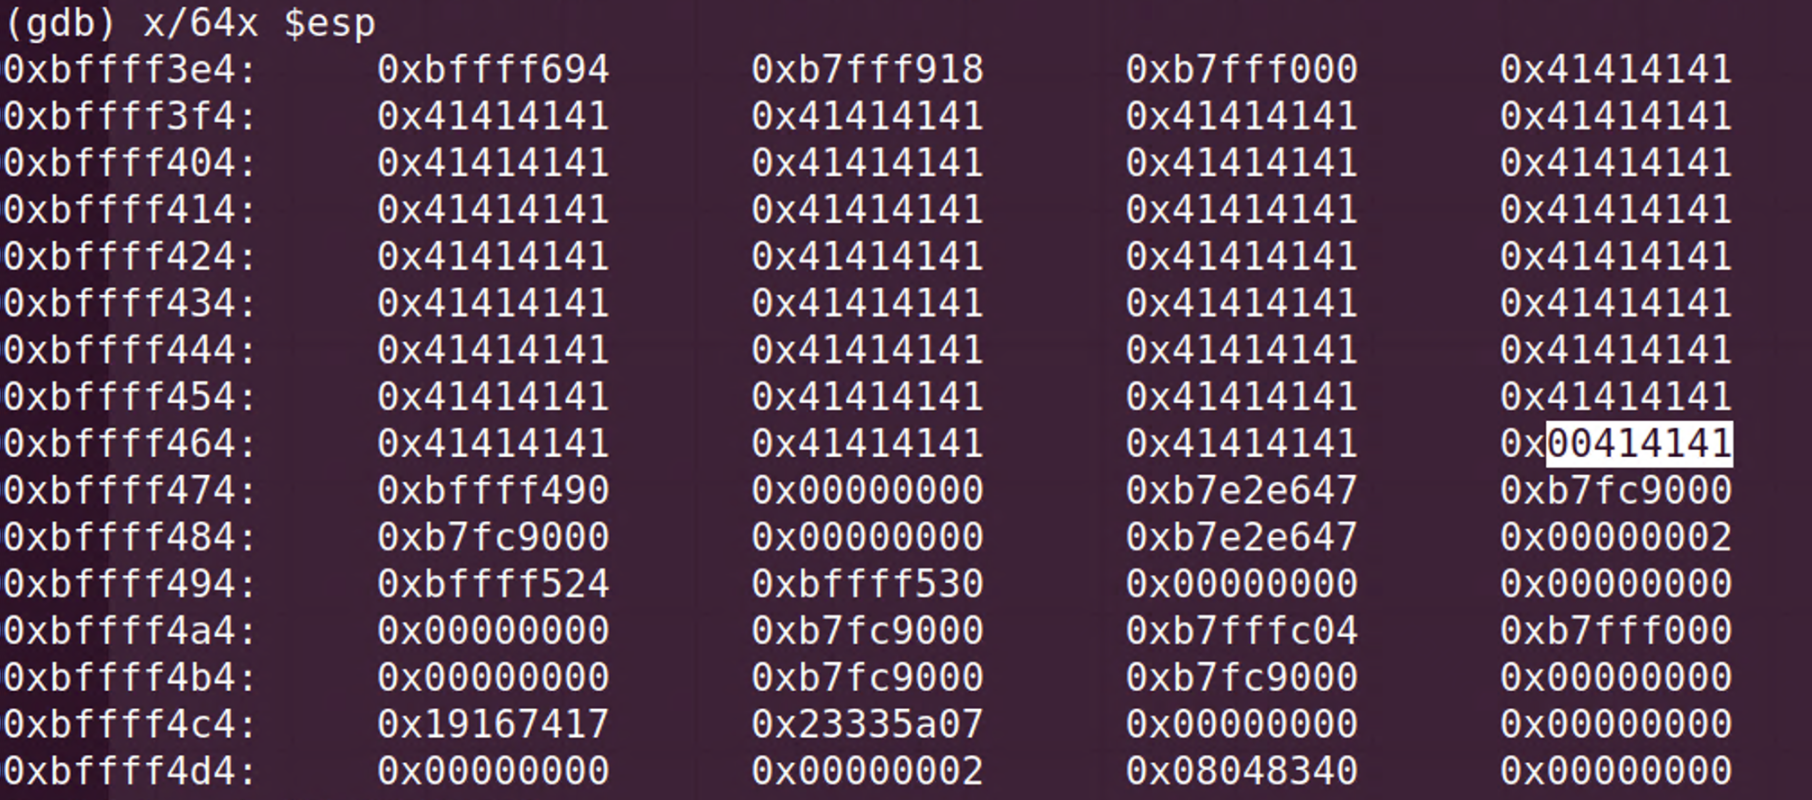 (gdb) x/64x $esp
0xbffff3e4: 0xbffff694 0xb7fff918 0xb7fff000 0x41414141
0xbffff3f4: 0x41414141 0x41414141 0x41414141 0x41414141
0xbffff404: 0x41414141 0x41414141 0x41414141 0x41414141
0xbffff414: 0x41414141 0x41414141 0x41414141 0x41414141
0xbffff424: 0x41414141 0x41414141 0x41414141 0x41414141
0xbffff434: 0x41414141 0x41414141 0x41414141 0x41414141
0xbffff444: 0x41414141 0x41414141 0x41414141 0x41414141
0xbffff454: 0x41414141 0x41414141 0x41414141 0x41414141
0xbffff464: 0x41414141 0x41414141 0x41414141 0x00414141
0xbffff474: 0xbffff490 0x00000000 0xb7e2e647 0xb7fc9000
0xbffff484: 0xb7fc9000 0x00000000 0xb7e2e647 0x00000002
0xbffff494: 0xbffff524 0xbffff530 0x00000000 0x00000000
0xbffff4a4: 0x00000000 0xb7fc9000 0xb7fffc04 0xb7fff000
0xbffff4b4: 0x00000000 0xb7fc9000 0xb7fc9000 0x00000000
0xbffff4c4: 0x19167417 0x23335a07 0x00000000 0x00000000
0xbffff4d4: 0x00000000 0x00000002 0x08048340 0x00000000